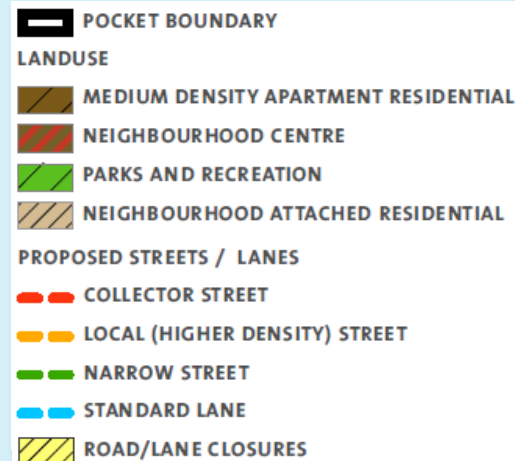 POCKET BOUNDARY
LANDUSE
MEDIUM DENSITY APARTMENT RESIDENTIAL
NEIGHBOURHOOD CENTRE
PARKS AND RECREATION
NEIGHBOURHOOD ATTACHED RESIDENTIAL
PROPOSED STREETS / LANES
COLLECTOR STREET
LOCAL (HIGHER DENSITY) STREET
NARROW STREET
STANDARD LANE
ROAD/LANE CLOSURES